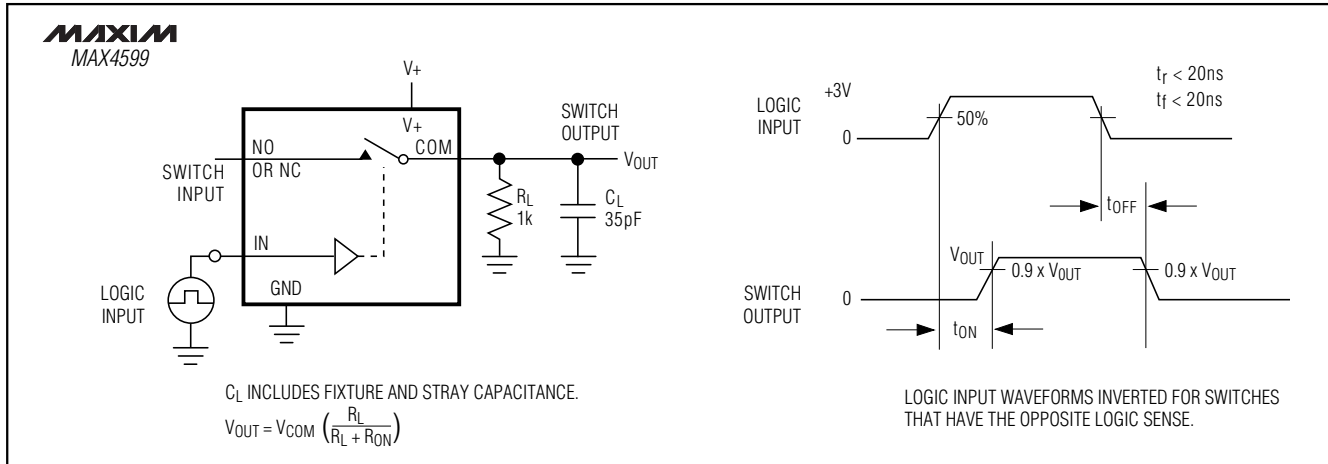 MAXIM
MAX4599
V+
V+
NO
OR NC
COM
SWITCH
INPUT
SWITCH
OUTPUT
VOUT
RL
1k
CL
35pF
IN
GND
LOGIC
INPUT
CL INCLUDES FIXTURE AND STRAY CAPACITANCE.
VOUT = VCOM (RL / RL + RON)
LOGIC
INPUT
+3V
0
50%
tr < 20ns
tf < 20ns
tOFF
SWITCH
OUTPUT
VOUT
0
0.9 x VOUT
0.9 x VOUT
tON
LOGIC INPUT WAVEFORMS INVERTED FOR SWITCHES
THAT HAVE THE OPPOSITE LOGIC SENSE.